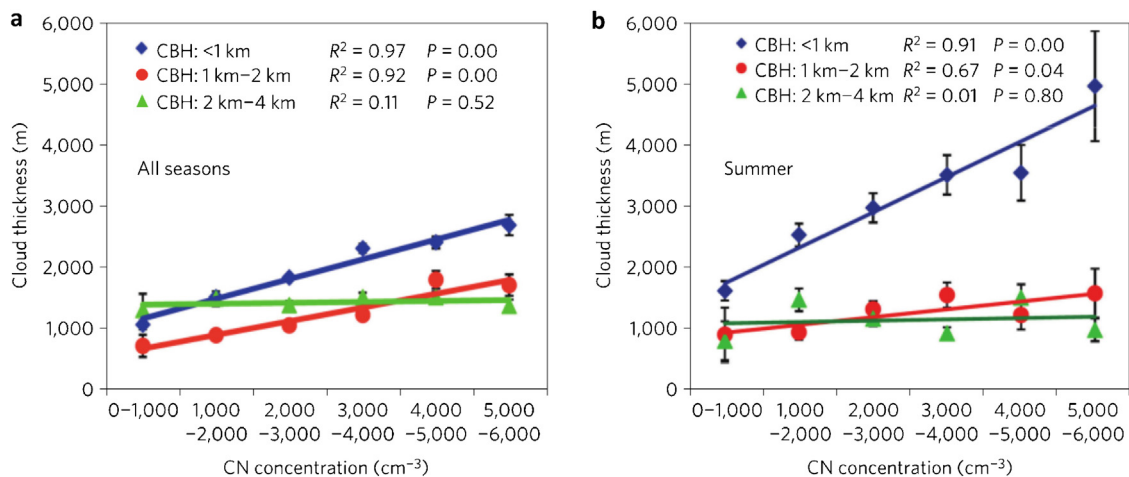 a
6,000
5,000
4,000
3,000
2,000
1,000
0
Cloud thickness (m)
CBH: <1 km R² = 0.97 P = 0.00
CBH: 1 km–2 km R² = 0.92 P = 0.00
CBH: 2 km–4 km R² = 0.11 P = 0.52
All seasons
0–1,000 1,000 2,000 3,000 4,000 5,000
–2,000 –3,000 –4,000 –5,000 –6,000
CN concentration (cm⁻³)
b
6,000
5,000
4,000
3,000
2,000
1,000
0
Cloud thickness (m)
CBH: <1 km R² = 0.91 P = 0.00
CBH: 1 km–2 km R² = 0.67 P = 0.04
CBH: 2 km–4 km R² = 0.01 P = 0.80
Summer
0–1,000 1,000 2,000 3,000 4,000 5,000
–2,000 –3,000 –4,000 –5,000 –6,000
CN concentration (cm⁻³)